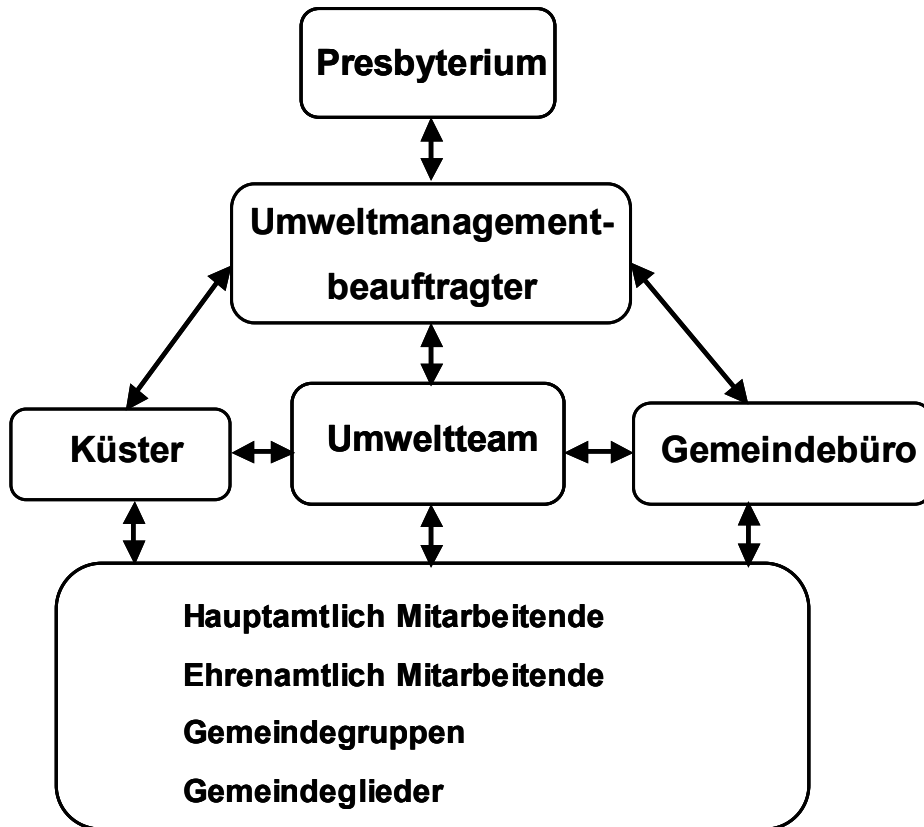 Presbyterium
Umweltmanagement-
beauftragter
Küster
Umweltteam
Gemeindebüro
Hauptamtlich Mitarbeitende
Ehrenamtlich Mitarbeitende
Gemeindegruppen
Gemeindeglieder